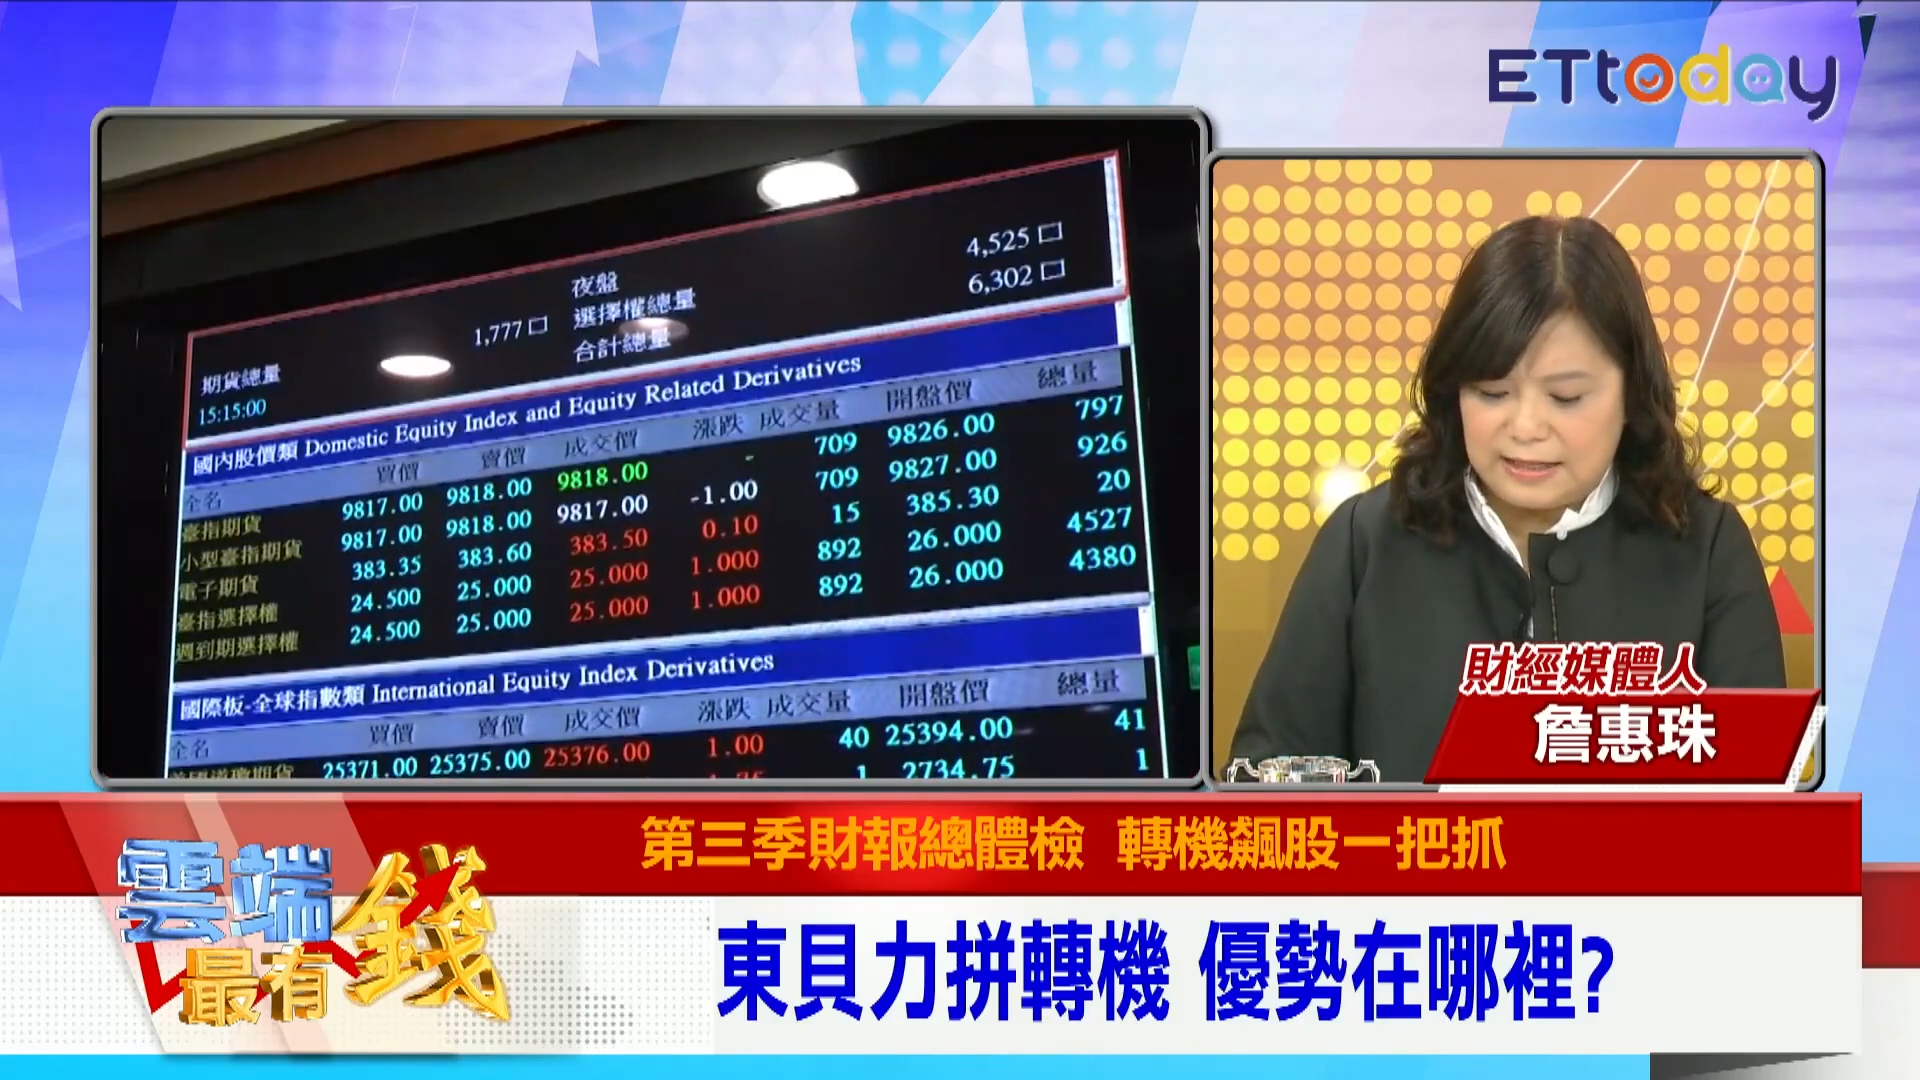 ETtoday
夜盤
4,525口
期貨總量
1,777口
選擇權總量
6,302口
15:15:00
合計總量
國內股價類 Domestic Equity Index and Equity Related Derivatives
全名 買價 賣價 成交價 漲跌 成交量 開盤價 總量
臺指期貨 9817.00 9818.00 9818.00 - 709 9826.00 797
小型臺指期貨 9817.00 9818.00 9817.00 -1.00 709 9827.00 926
電子期貨 383.35 383.60 383.50 0.10 15 385.30 20
臺指選擇權 24.500 25.000 25.000 1.000 892 26.000 4527
週到期選擇權 24.500 25.000 25.000 1.000 892 26.000 4380
國際板-全球指數類 International Equity Index Derivatives
全名 買價 賣價 成交價 漲跌 成交量 開盤價 總量
25371.00 25375.00 25376.00 1.00 40 25394.00 41
1 2734.75 1
財經媒體人
詹惠珠
第三季財報總體檢 轉機飆股一把抓
雲端最有錢
東貝力拼轉機 優勢在哪裡?